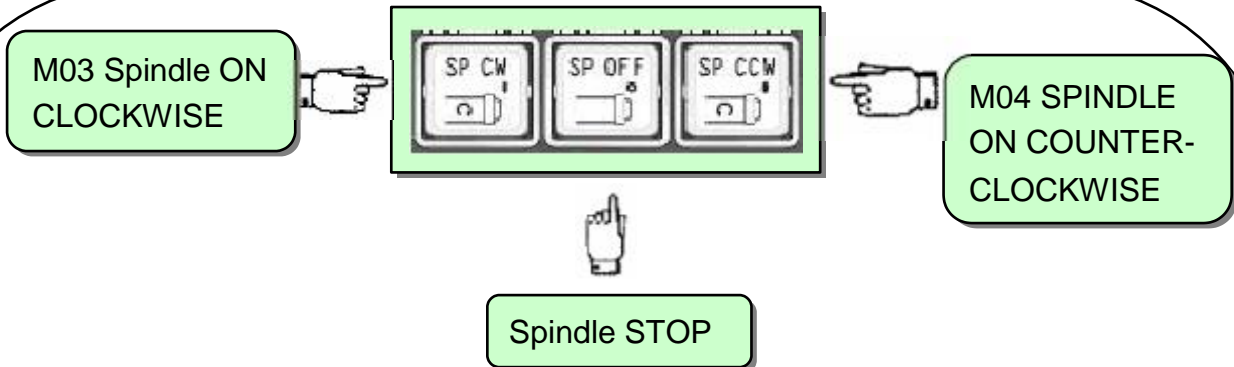 M03 Spindle ON
CLOCKWISE
SP CW
SP OFF
SP CCW
M04 SPINDLE
ON COUNTER-
CLOCKWISE
Spindle STOP